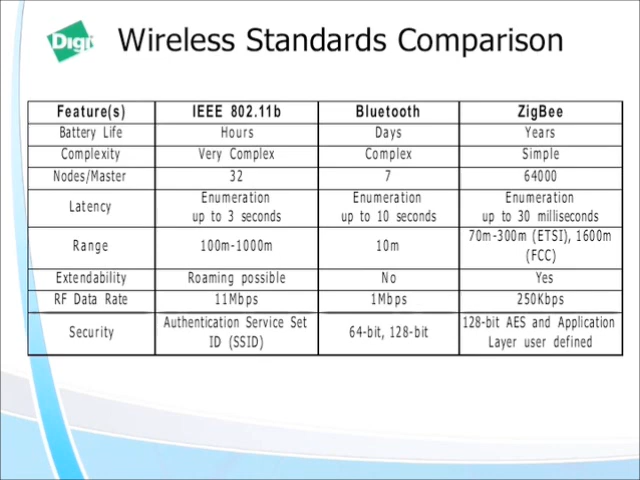 Digi
Wireless Standards Comparison
Feature(s) IEEE 802.11b Bluetooth ZigBee
Battery Life Hours Days Years
Complexity Very Complex Complex Simple
Nodes/Master 32 7 64000
Latency Enumeration up to 3 seconds Enumeration up to 10 seconds Enumeration up to 30 milliseconds
Range 100m-1000m 10m 70m-300m (ETSI), 1600m (FCC)
Extendability Roaming possible No Yes
RF Data Rate 11Mbps 1Mbps 250Kbps
Security Authentication Service Set ID (SSID) 64-bit, 128-bit 128-bit AES and Application Layer user defined